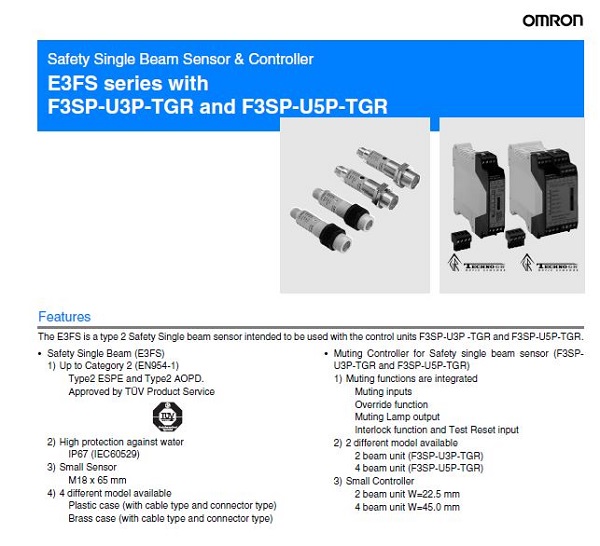 OMRON
Safety Single Beam Sensor & Controller
E3FS series with
F3SP-U3P-TGR and F3SP-U5P-TGR
TECHNO-GR
Features
The E3FS is a type 2 Safety Single beam sensor intended to be used with the control units F3SP-U3P -TGR and F3SP-U5P-TGR.
• Safety Single Beam (E3FS)
1) Up to Category 2 (EN954-1)
Type2 ESPE and Type2 AOPD.
Approved by TÜV Product Service
TÜV
2) High protection against water
IP67 (IEC60529)
3) Small Sensor
M18 x 65 mm
4) 4 different model available
Plastic case (with cable type and connector type)
Brass case (with cable type and connector type)
• Muting Controller for Safety single beam sensor (F3SP-
U3P-TGR and F3SP-U5P-TGR)
1) Muting functions are integrated
Muting inputs
Override function
Muting Lamp output
Interlock function and Test Reset input
2) 2 different model available
2 beam unit (F3SP-U3P-TGR)
4 beam unit (F3SP-U5P-TGR)
3) Small Controller
2 beam unit W=22.5 mm
4 beam unit W=45.0 mm